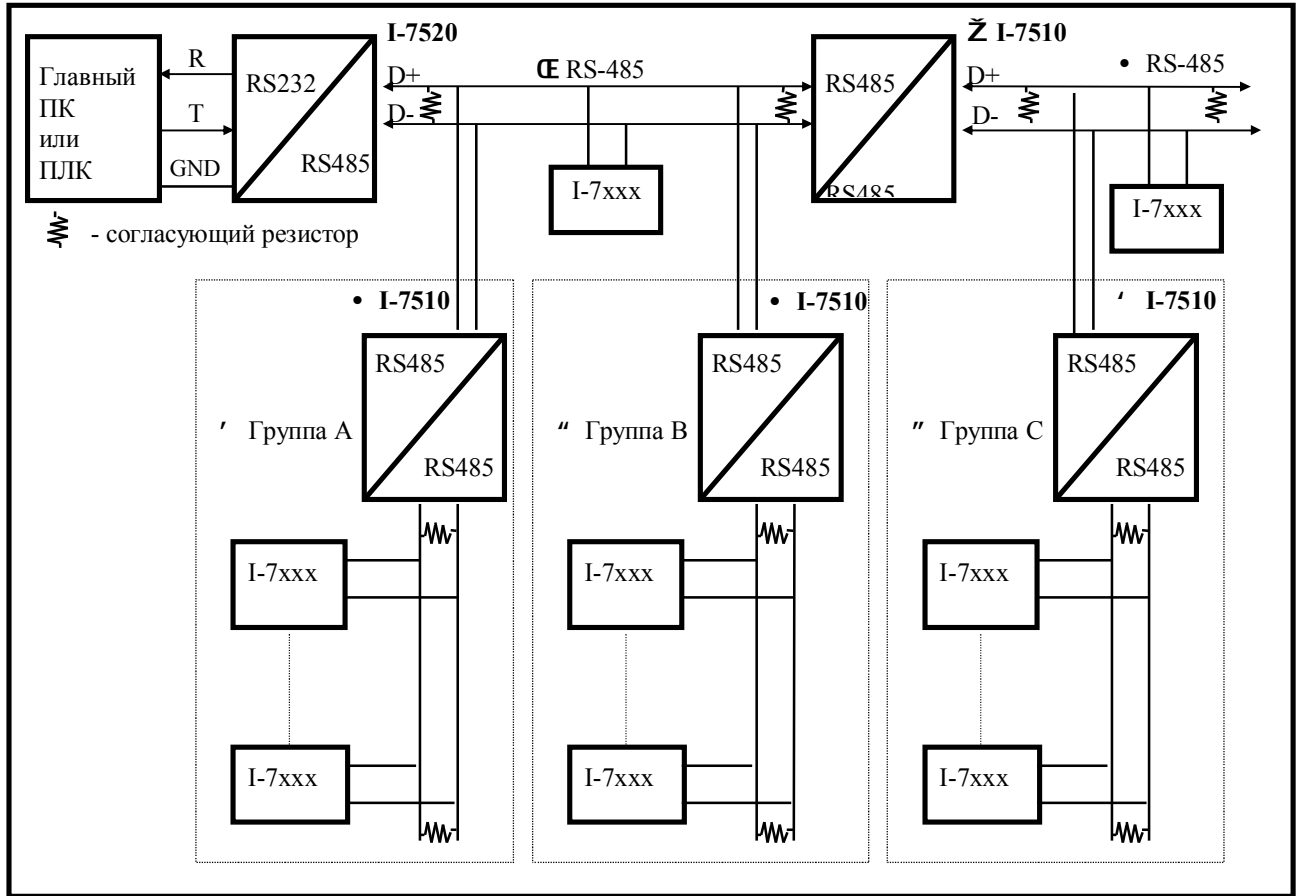 I-7520
Ž I-7510
R
Œ RS-485
• RS-485
Главный
ПК
или
ПЛК
RS232
D+
RS485
D+
T
D-
D-
GND
RS485
RS485
I-7xxx
I-7xxx
- согласующий резистор
• I-7510
• I-7510
‘ I-7510
RS485
RS485
RS485
’ Группа А
“ Группа В
” Группа С
RS485
RS485
RS485
I-7xxx
I-7xxx
I-7xxx
I-7xxx
I-7xxx
I-7xxx